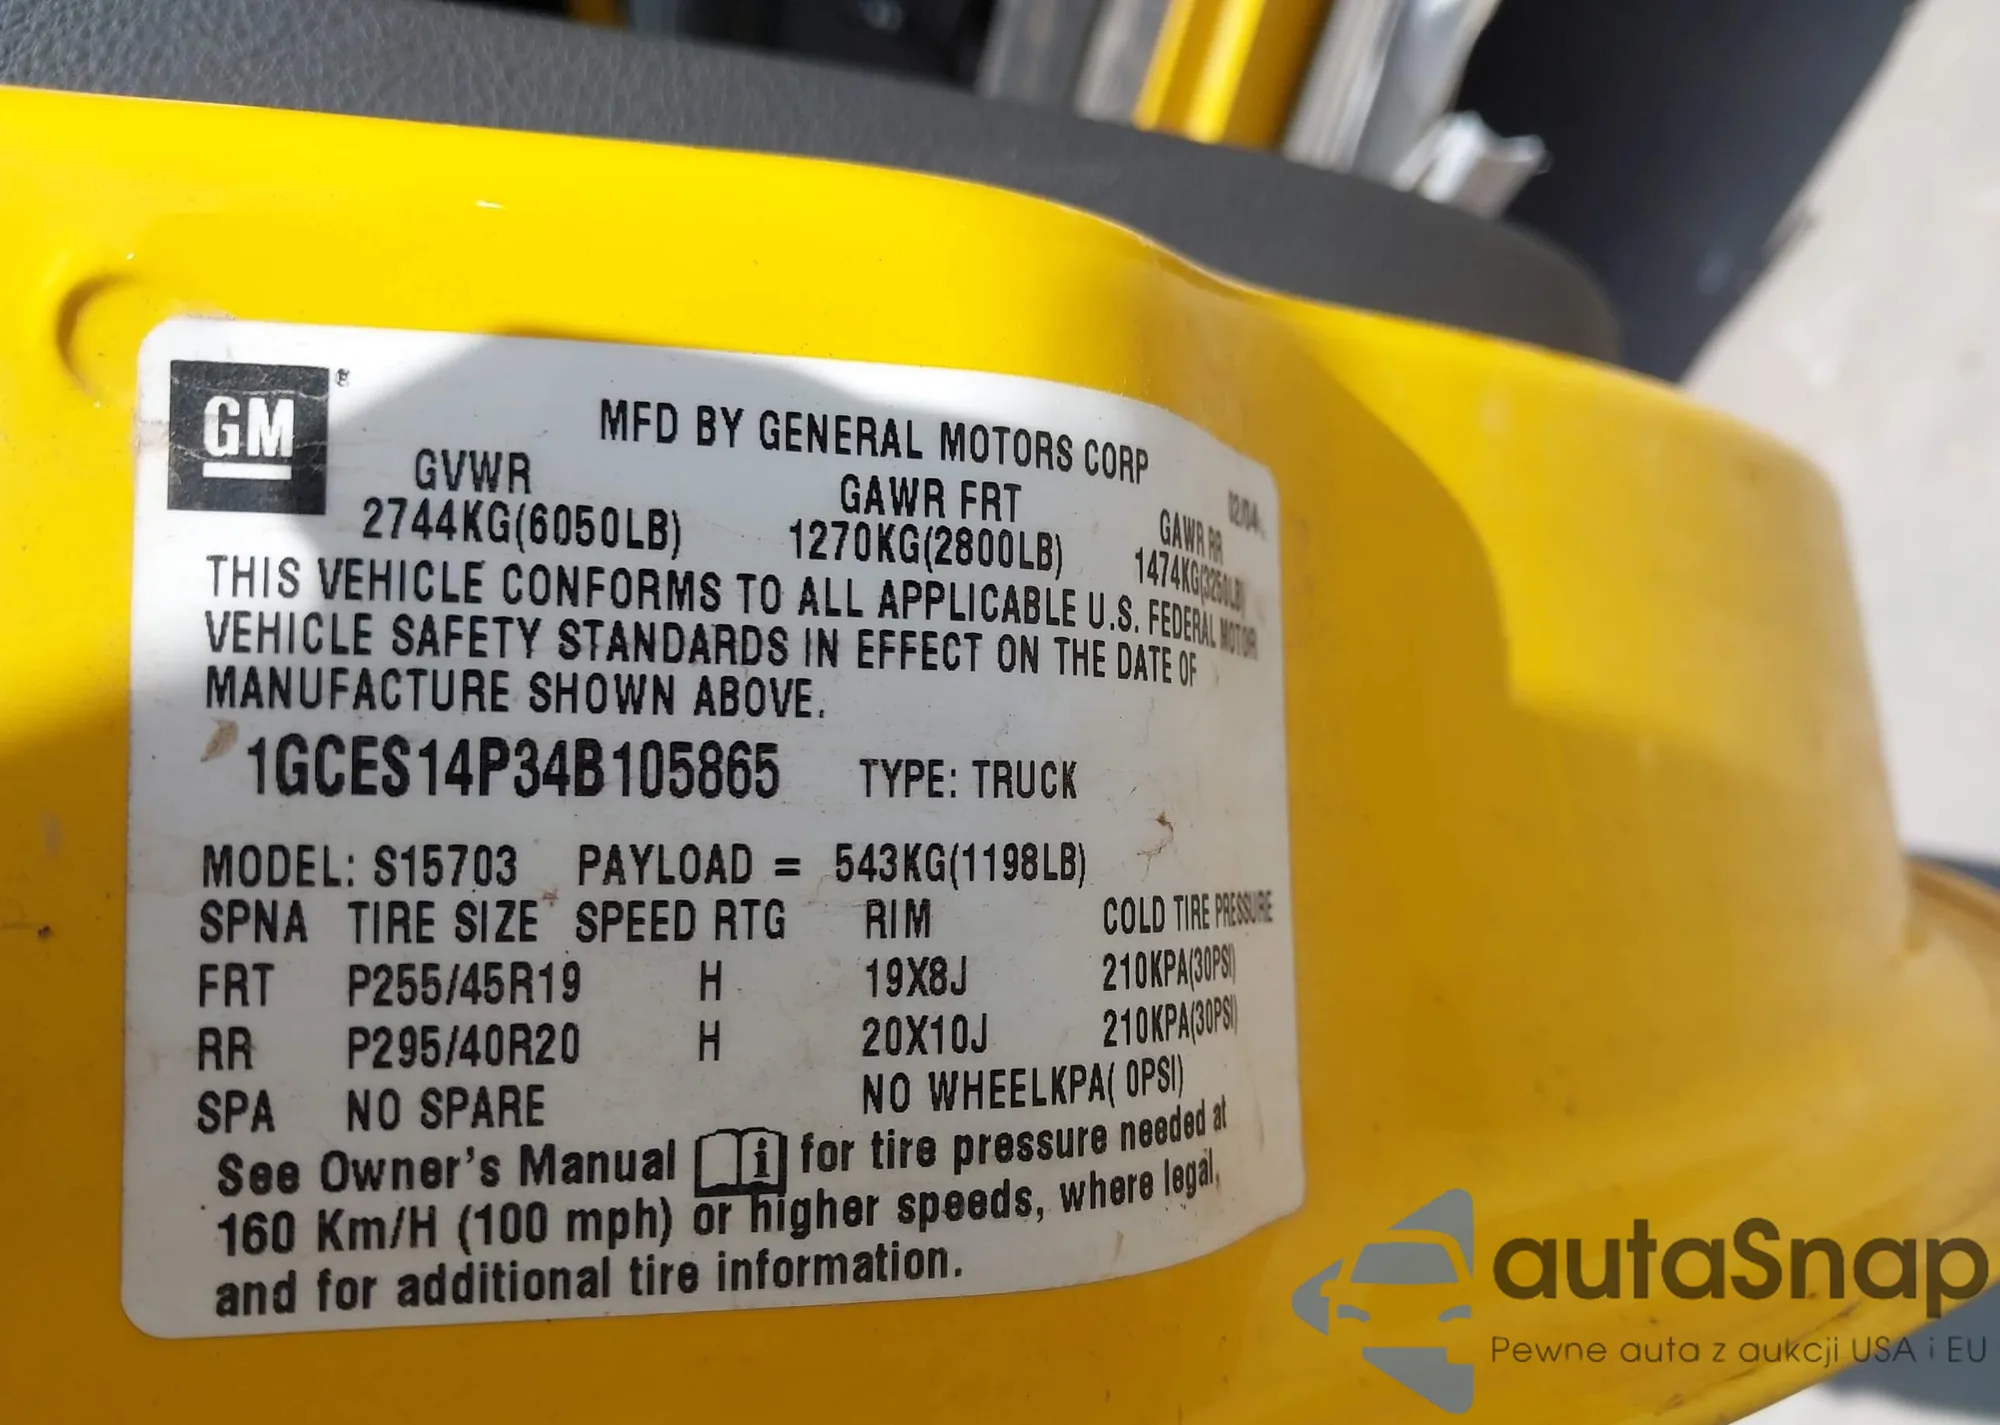 GM ®
MFD BY GENERAL MOTORS CORP
02/04
GVWR GAWR FRT GAWR RR
2744KG(6050LB) 1270KG(2800LB) 1474KG(3250LB)
THIS VEHICLE CONFORMS TO ALL APPLICABLE U.S. FEDERAL MOTOR
VEHICLE SAFETY STANDARDS IN EFFECT ON THE DATE OF
MANUFACTURE SHOWN ABOVE.
1GCES14P34B105865 TYPE: TRUCK
MODEL: S15703 PAYLOAD = 543KG(1198LB)
SPNA TIRE SIZE SPEED RTG RIM COLD TIRE PRESSURE
FRT P255/45R19 H 19X8J 210KPA(30PSI)
RR P295/40R20 H 20X10J 210KPA(30PSI)
SPA NO SPARE NO WHEELKPA( 0PSI)
See Owner's Manual i for tire pressure needed at
160 Km/H (100 mph) or higher speeds, where legal,
and for additional tire information.
autaSnap
Pewne auta z aukcji USA i EU